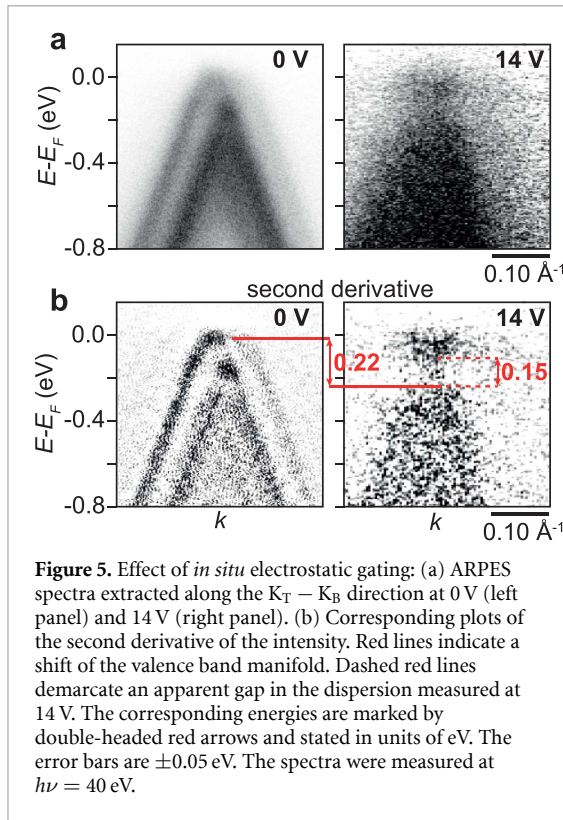 a
0 V
14 V
0.0
-0.4
-0.8
E-E_F (eV)
0.10 Å⁻¹
b
second derivative
0 V
14 V
0.0
-0.4
-0.8
E-E_F (eV)
0.22
0.15
k
k
0.10 Å⁻¹
Figure 5. Effect of in situ electrostatic gating: (a) ARPES
spectra extracted along the K_T − K_B direction at 0 V (left
panel) and 14 V (right panel). (b) Corresponding plots of
the second derivative of the intensity. Red lines indicate a
shift of the valence band manifold. Dashed red lines
demarcate an apparent gap in the dispersion measured at
14 V. The corresponding energies are marked by
double-headed red arrows and stated in units of eV. The
error bars are ±0.05 eV. The spectra were measured at
hν = 40 eV.